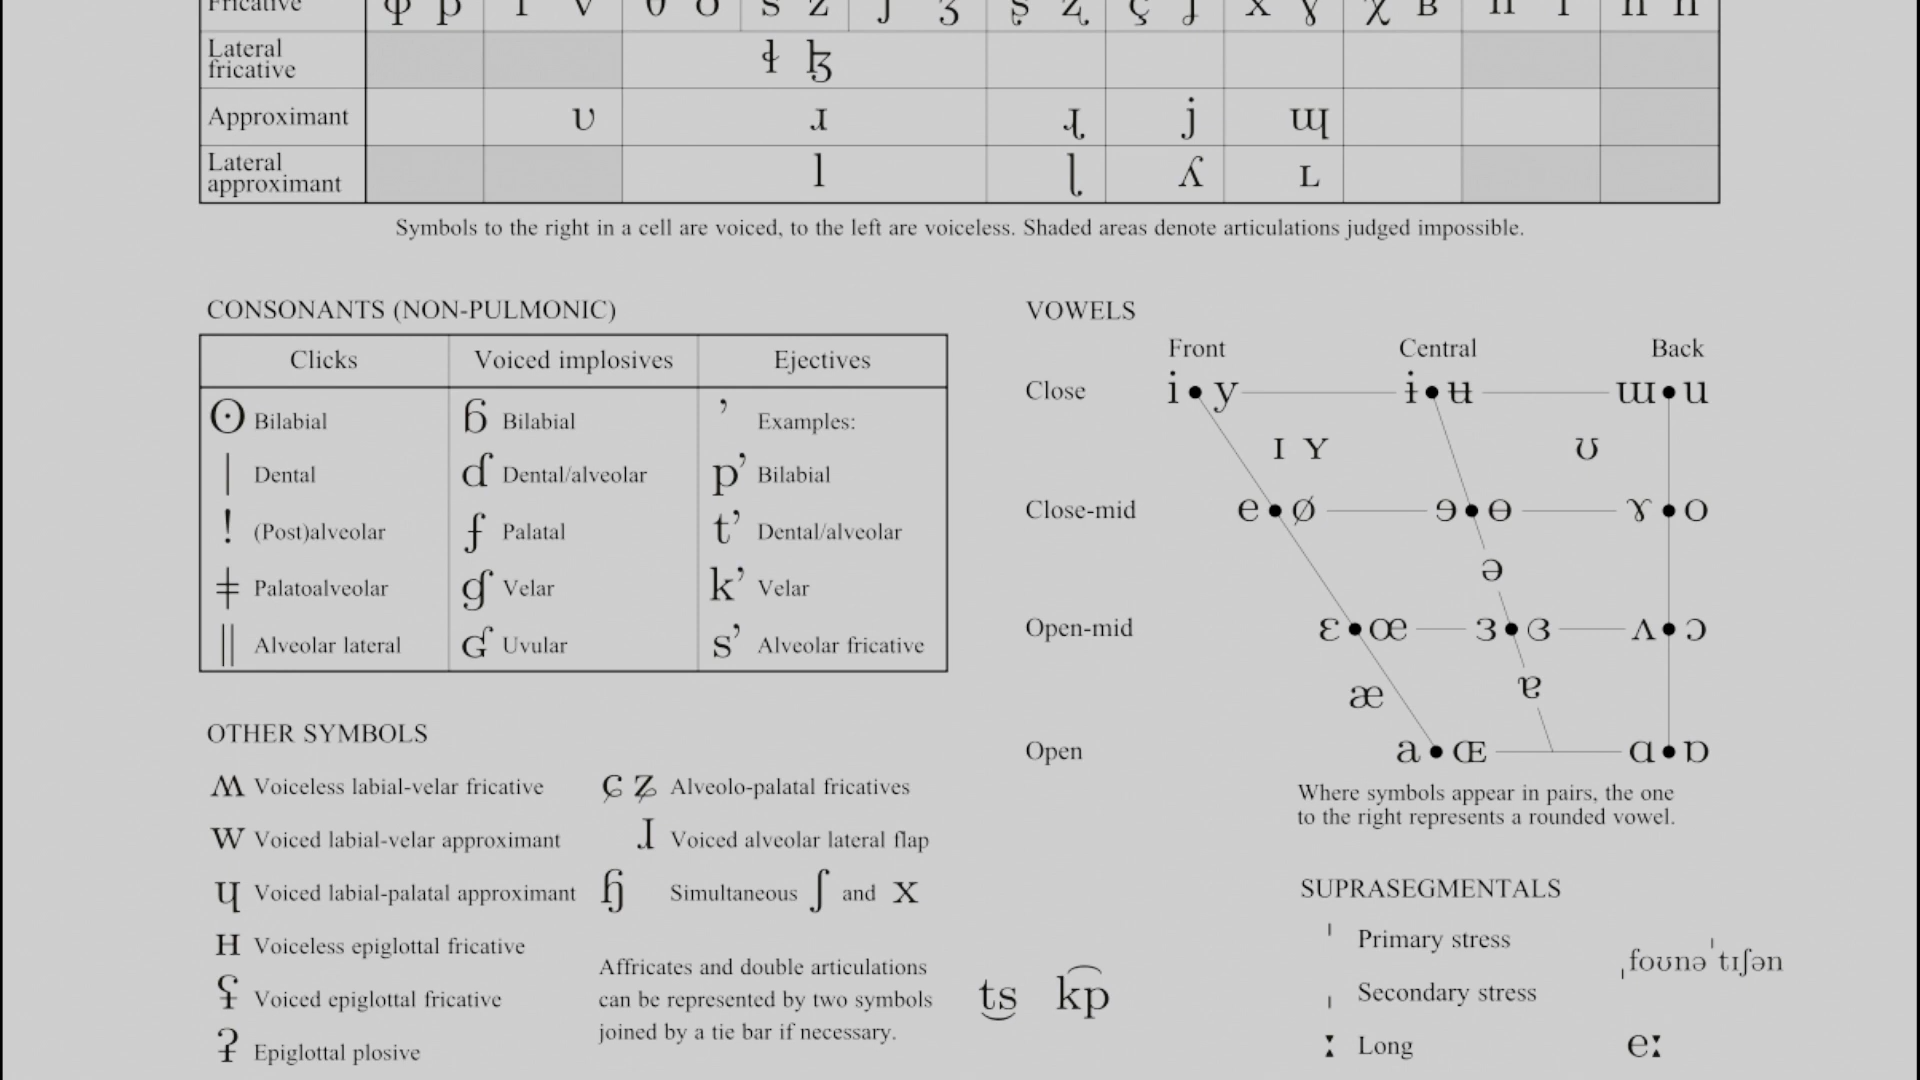 Fricative ɸ β f v θ ð s z ʃ ʒ ʂ ʐ ç ʝ x ɣ χ ʁ ħ ʕ h ɦ
Lateral fricative ɬ ɮ
Approximant ʋ ɹ ɻ j ɰ
Lateral approximant l ɭ ʎ ʟ
Symbols to the right in a cell are voiced, to the left are voiceless. Shaded areas denote articulations judged impossible.
CONSONANTS (NON-PULMONIC)
Clicks Voiced implosives Ejectives
ʘ Bilabial ɓ Bilabial ʼ Examples:
ǀ Dental ɗ Dental/alveolar pʼ Bilabial
ǃ (Post)alveolar ʄ Palatal tʼ Dental/alveolar
ǂ Palatoalveolar ɠ Velar kʼ Velar
ǁ Alveolar lateral ʛ Uvular sʼ Alveolar fricative
VOWELS
Front Central Back
Close i y ɨ ʉ ɯ u
ɪ ʏ ʊ
Close-mid e ø ɘ ɵ ɤ o
ə
Open-mid ɛ œ ɜ ɞ ʌ ɔ
æ ɐ
Open a ɶ ɑ ɒ
Where symbols appear in pairs, the one
to the right represents a rounded vowel.
OTHER SYMBOLS
ʍ Voiceless labial-velar fricative ɕ ʑ Alveolo-palatal fricatives
w Voiced labial-velar approximant ɺ Voiced alveolar lateral flap
ɥ Voiced labial-palatal approximant ɧ Simultaneous ʃ and x
ʜ Voiceless epiglottal fricative
ʢ Voiced epiglottal fricative
ʡ Epiglottal plosive
Affricates and double articulations
can be represented by two symbols
joined by a tie bar if necessary.
t͜s k͡p
SUPRASEGMENTALS
ˈ Primary stress
ˌfoʊnəˈtɪʃən
ˌ Secondary stress
ː Long eː